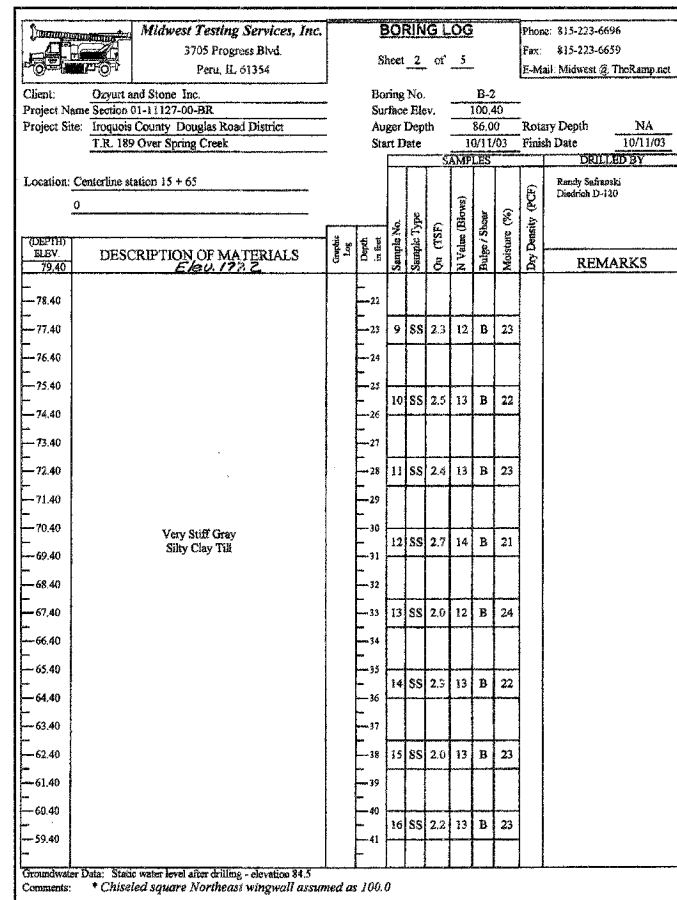 Midwest Testing Services, Inc.
3705 Progress Blvd.
Peru, IL 61354
BORING LOG
Sheet 2 of 5
Phone: 815-223-6696
Fax: 815-223-6659
E-Mail: Midwest @ TheRamp.net
Client: Ozyurt and Stone Inc.
Project Name Section 01-11127-00-BR
Project Site: Iroquois County Douglas Road District
T.R. 189 Over Spring Creek
Boring No. B-2
Surface Elev. 100.40
Auger Depth 86.00 Rotary Depth NA
Start Date 10/11/03 Finish Date 10/11/03
Location: Centerline station 15 + 65
0
SAMPLES
DRILLED BY
Randy Safranski
Diedrich D-120
(DEPTH)
ELEV.
79.40
DESCRIPTION OF MATERIALS
Graphic Log
Depth in feet
Sample No.
Sample Type
Qu (TSF)
N Value (Blows)
Bulge / Shear
Moisture (%)
Dry Density (PCF)
REMARKS
78.40 22
77.40 23 9 SS 2.3 12 B 23
76.40 24
75.40 25
10 SS 2.5 13 B 22
74.40 26
73.40 27
72.40 28 11 SS 2.4 13 B 23
71.40 29
70.40 30
Very Stiff Gray
Silty Clay Till
12 SS 2.7 14 B 21
69.40 31
68.40 32
67.40 33 13 SS 2.0 12 B 24
66.40 34
65.40 35
14 SS 2.3 13 B 22
64.40 36
63.40 37
62.40 38 15 SS 2.0 13 B 23
61.40 39
60.40 40
16 SS 2.2 13 B 23
59.40 41
Groundwater Data: Static water level after drilling - elevation 84.5
Comments: * Chiseled square Northeast wingwall assumed as 100.0